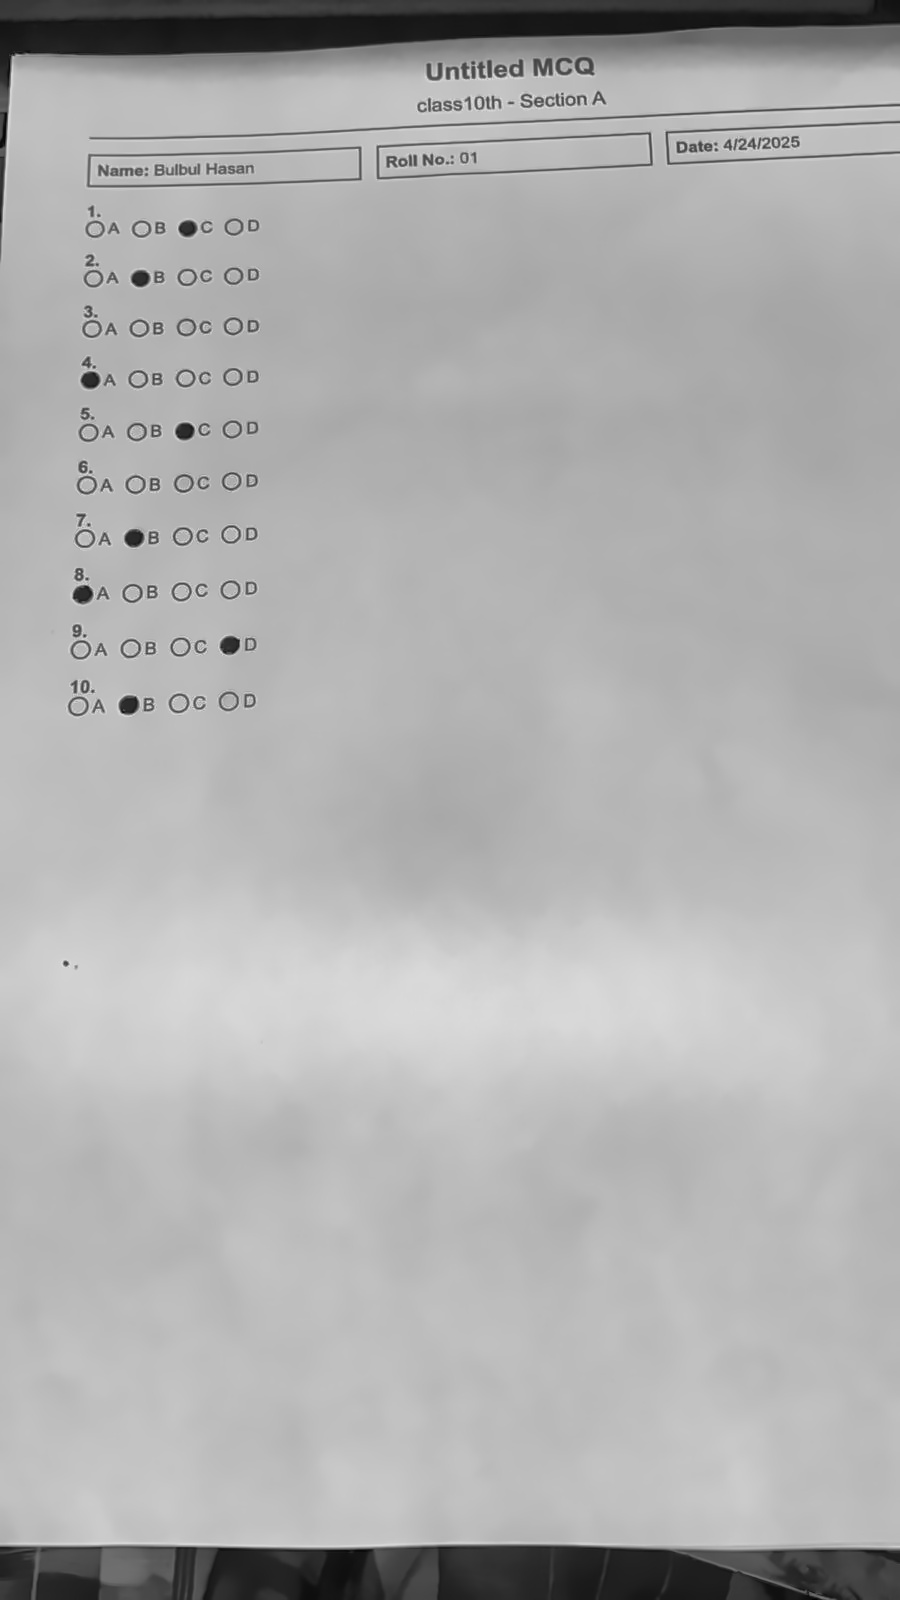 Untitled MCQ
class10th - Section A
Name: Bulbul Hasan
Roll No.: 01
Date: 4/24/2025
1.
A B C D
2.
A B C D
3.
A B C D
4.
A B C D
5.
A B C D
6.
A B C D
7.
A B C D
8.
A B C D
9.
A B C D
10.
A B C D